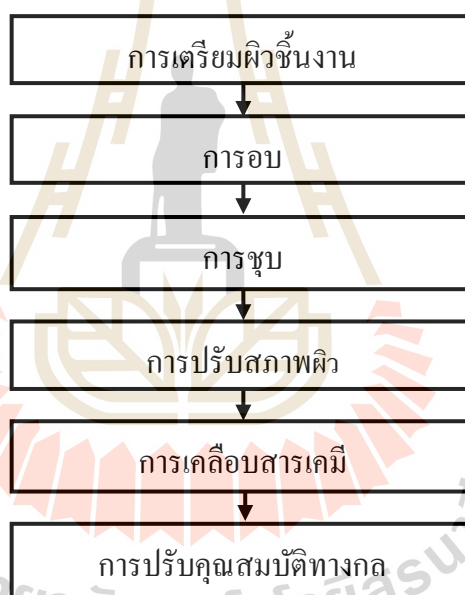 การเตรียมผิวชิ้นงาน
การอบ
การชุบ
การปรับสภาพผิว
การเคลือบสารเคมี
การปรับคุณสมบัติทางกล